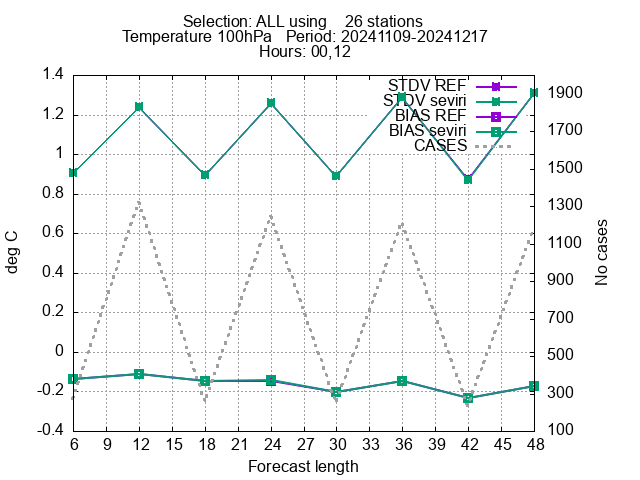 Selection: ALL using    26 stations
Temperature 100hPa   Period: 20241109-20241217
Hours: 00,12
STDV REF
STDV seviri
BIAS REF
BIAS seviri
CASES
1.4
1.2
1
0.8
0.6
0.4
0.2
0
-0.2
-0.4
deg C
1900
1700
1500
1300
1100
900
700
500
300
100
No cases
6 9 12 15 18 21 24 27 30 33 36 39 42 45 48
Forecast length